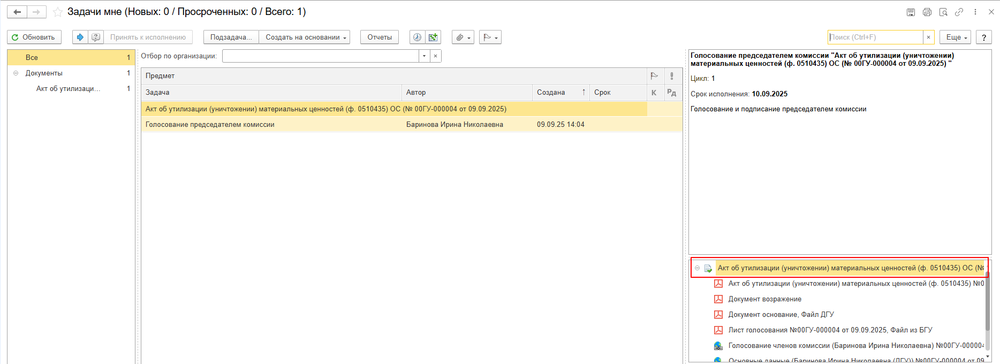 Задачи мне (Новых: 0 / Просроченных: 0 / Всего: 1)
Обновить
Принять к исполнению
Подзадача...
Создать на основании
Отчеты
Поиск (Ctrl+F)
×
Еще
?
Все 1
Документы 1
Акт об утилизаци... 1
Отбор по организации:
×
Предмет
Задача Автор Создана ↑ Срок К Рд
Акт об утилизации (уничтожении) материальных ценностей (ф. 0510435) ОС (№ 00ГУ-000004 от 09.09.2025)
Голосование председателем комиссии Баринова Ирина Николаевна 09.09.25 14:04
Голосование председателем комиссии "Акт об утилизации (уничтожении)
материальных ценностей (ф. 0510435) ОС (№ 00ГУ-000004 от 09.09.2025) "
Цикл: 1
Срок исполнения: 10.09.2025
Голосование и подписание председателем комиссии
Акт об утилизации (уничтожении) материальных ценностей (ф. 0510435) ОС (№
Акт об утилизации (уничтожении) материальных ценностей (ф. 0510435) №0
Документ возражение
Документ основание, Файл ДГУ
Лист голосования №00ГУ-000004 от 09.09.2025, Файл из БГУ
Голосование членов комиссии (Баринова Ирина Николаевна) №00ГУ-000004
Основные данные (Баринова Ирина Николаевна (ДГУ)) №00ГУ-000004 от 09